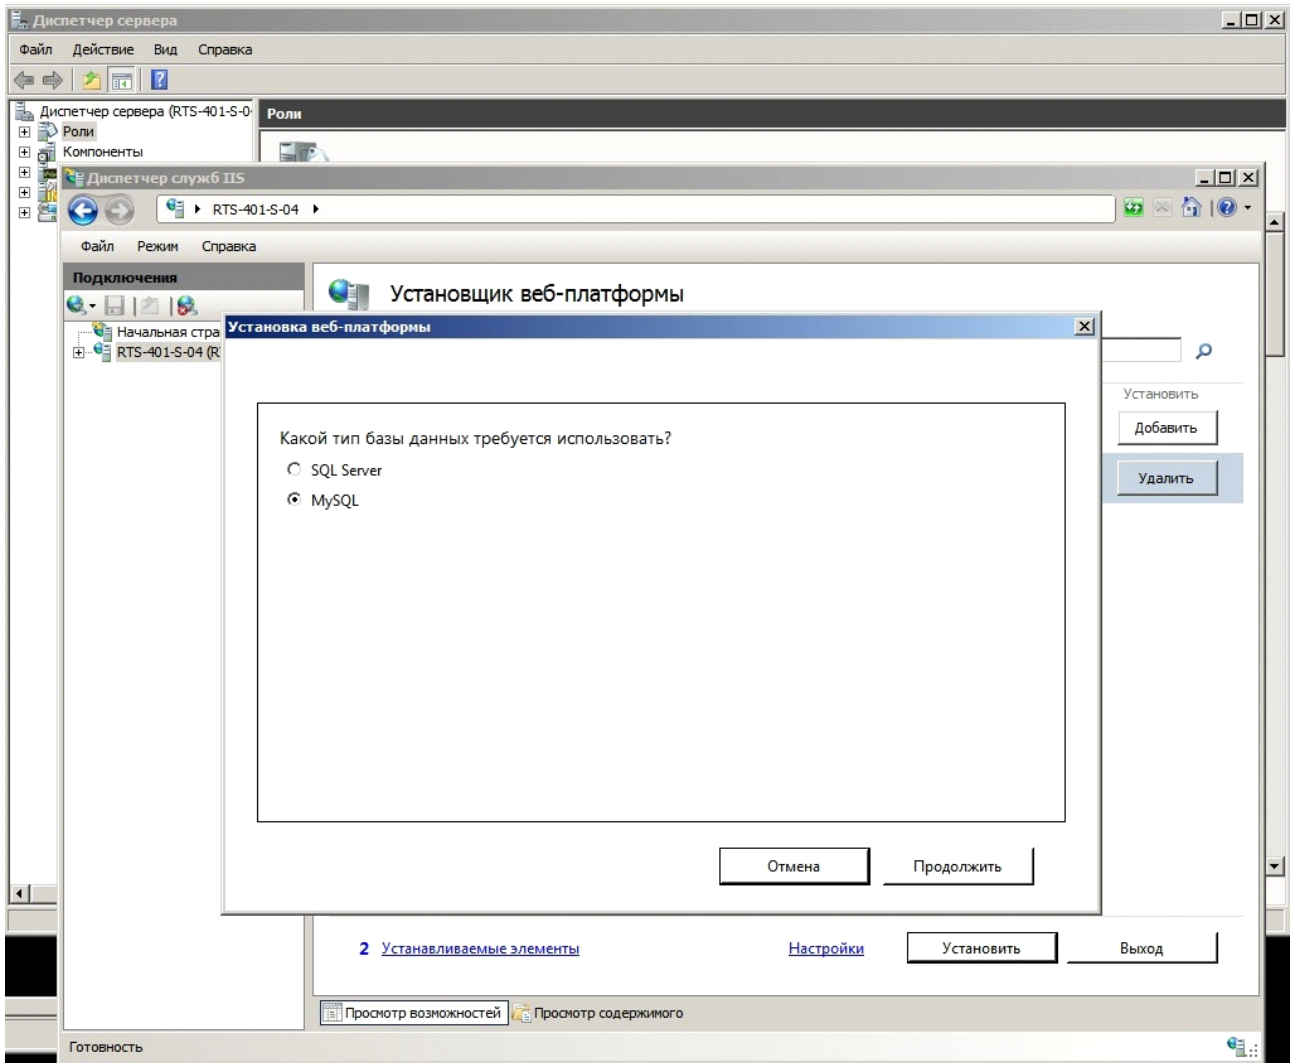 Диспетчер сервера
Файл Действие Вид Справка
Диспетчер сервера (RTS-401-S-0
Роли
Роли
Компоненты
Диспетчер служб IIS
RTS-401-S-04
Файл Режим Справка
Подключения
Установщик веб-платформы
Начальная стра
RTS-401-S-04 (R
Установка веб-платформы
Установить
Добавить
Удалить
Какой тип базы данных требуется использовать?
SQL Server
MySQL
Отмена Продолжить
2 Устанавливаемые элементы Настройки Установить Выход
Просмотр возможностей Просмотр содержимого
Готовность